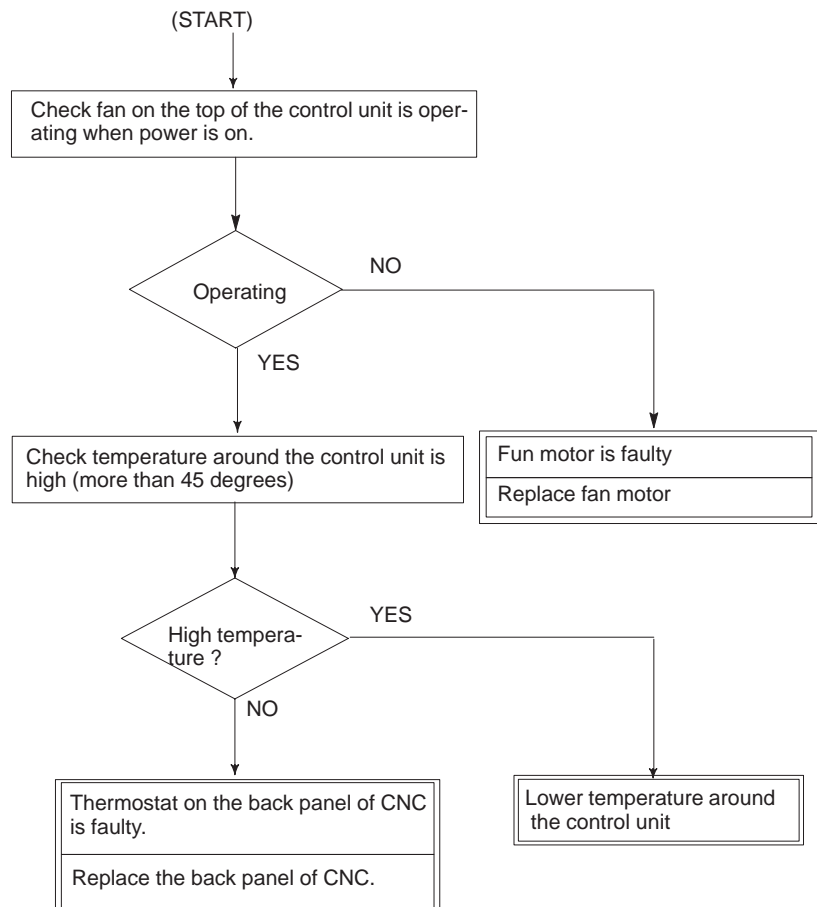 (START)
Check fan on the top of the control unit is oper-
ating when power is on.
NO
Operating
YES
Check temperature around the control unit is
high (more than 45 degrees)
Fun motor is faulty
Replace fan motor
YES
High tempera-
ture ?
NO
Thermostat on the back panel of CNC
is faulty.
Replace the back panel of CNC.
Lower temperature around
the control unit